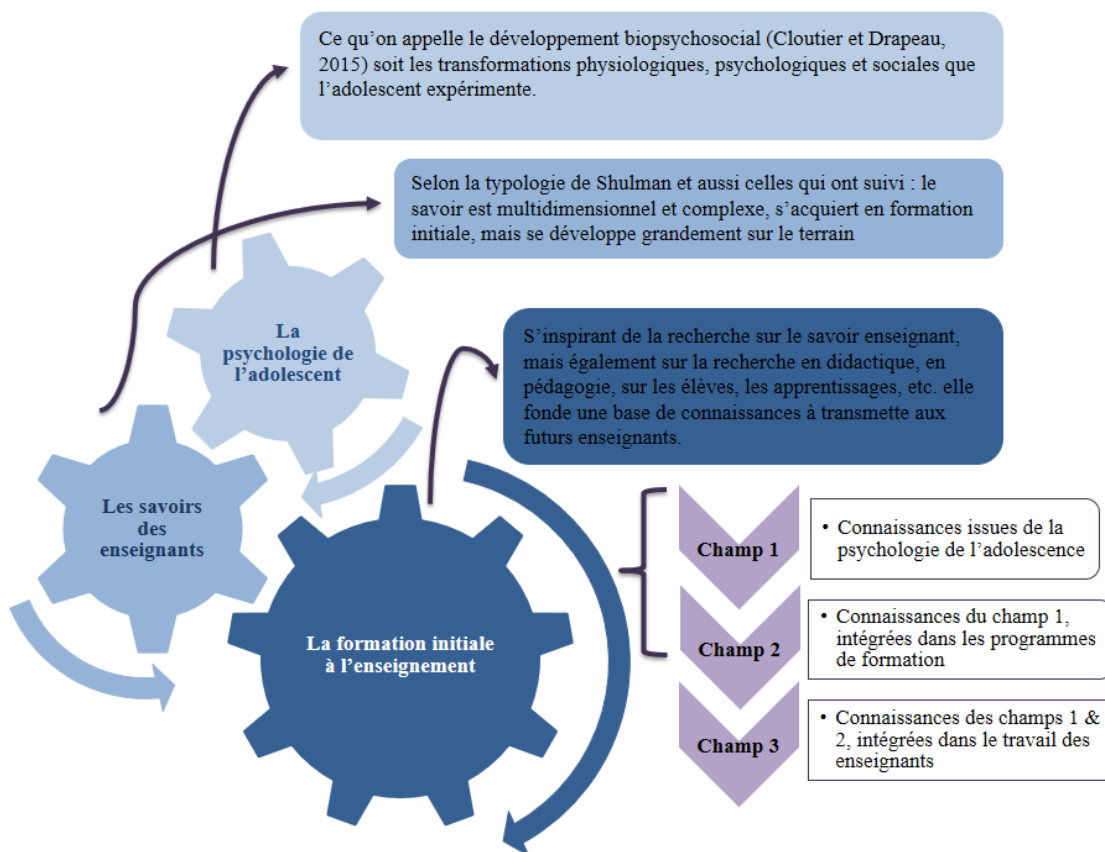 Ce qu’on appelle le développement biopsychosocial (Cloutier et Drapeau,
2015) soit les transformations physiologiques, psychologiques et sociales que
l’adolescent expérimente.
Selon la typologie de Shulman et aussi celles qui ont suivi : le
savoir est multidimensionnel et complexe, s’acquiert en formation
initiale, mais se développe grandement sur le terrain
La
psychologie de
l’adolescent
S’inspirant de la recherche sur le savoir enseignant,
mais également sur la recherche en didactique, en
pédagogie, sur les élèves, les apprentissages, etc. elle
fonde une base de connaissances à transmette aux
futurs enseignants.
Les savoirs
des
enseignants
La formation initiale
à l’enseignement
Champ 1
• Connaissances issues de la
psychologie de l’adolescence
Champ 2
• Connaissances du champ 1,
intégrées dans les programmes
de formation
Champ 3
• Connaissances des champs 1 &
2, intégrées dans le travail des
enseignants